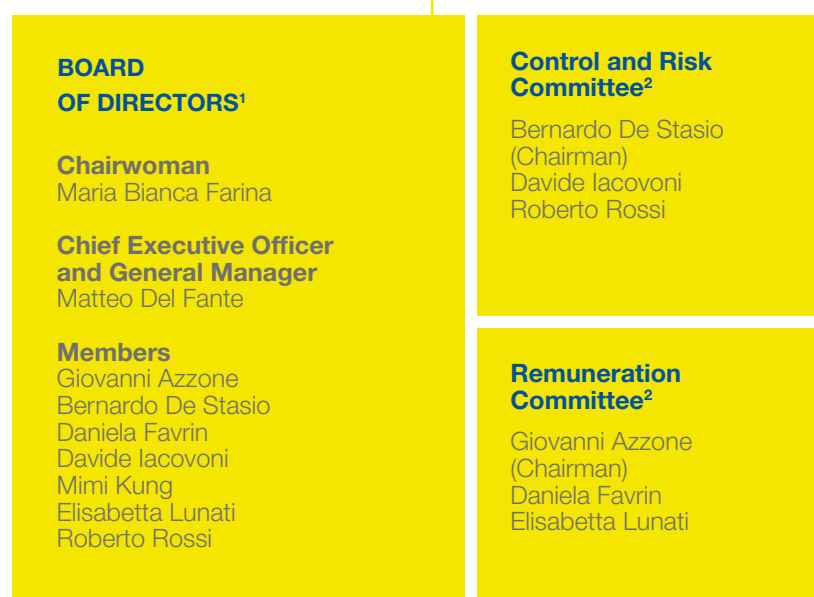 BOARD
OF DIRECTORS¹
Chairwoman
Maria Bianca Farina
Chief Executive Officer
and General Manager
Matteo Del Fante
Members
Giovanni Azzone
Bernardo De Stasio
Daniela Favrin
Davide Iacovoni
Mimi Kung
Elisabetta Lunati
Roberto Rossi
Control and Risk
Committee²
Bernardo De Stasio
(Chairman)
Davide Iacovoni
Roberto Rossi
Remuneration
Committee²
Giovanni Azzone
(Chairman)
Daniela Favrin
Elisabetta Lunati